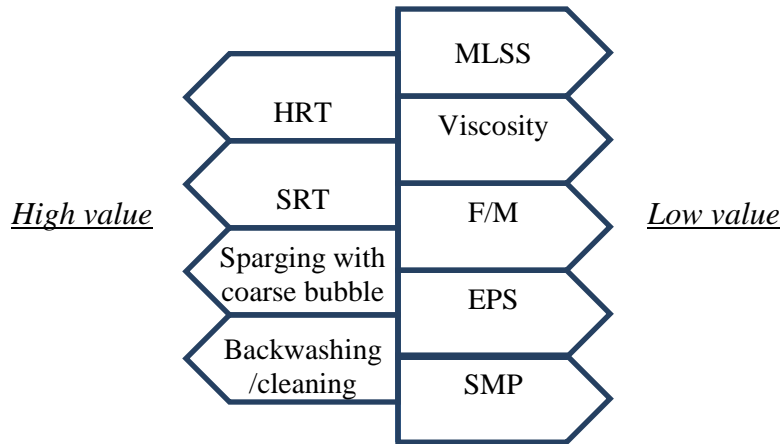 High value
HRT
SRT
Sparging with
coarse bubble
Backwashing
/cleaning
MLSS
Viscosity
F/M
EPS
SMP
Low value